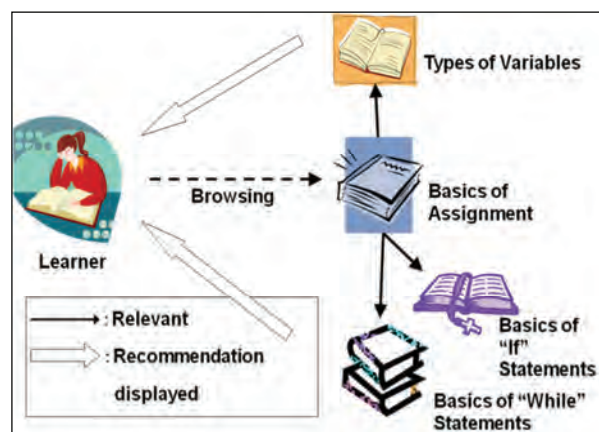 Types of Variables
Browsing
Basics of
Assignment
Learner
: Relevant
: Recommendation
displayed
Basics of
“If”
Statements
Basics of “While”
Statements